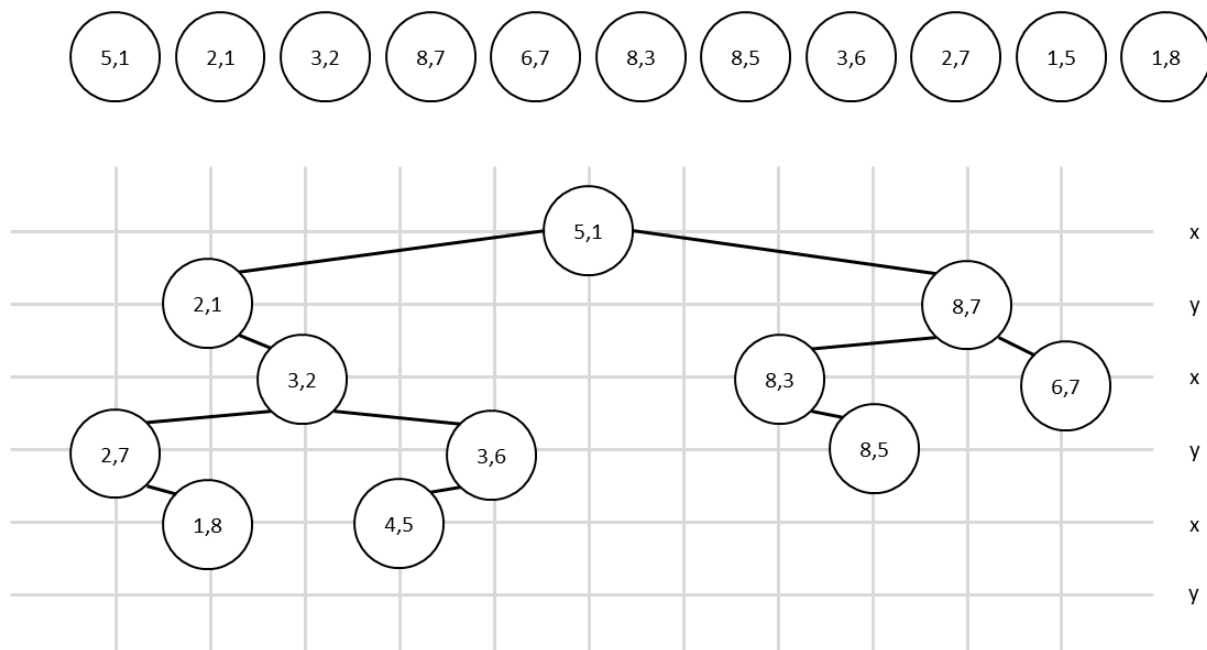 5,1 2,1 3,2 8,7 6,7 8,3 8,5 3,6 2,7 1,5 1,8
5,1 x
2,1 8,7 y
3,2 8,3 6,7 x
2,7 3,6 8,5 y
1,8 4,5 x
y